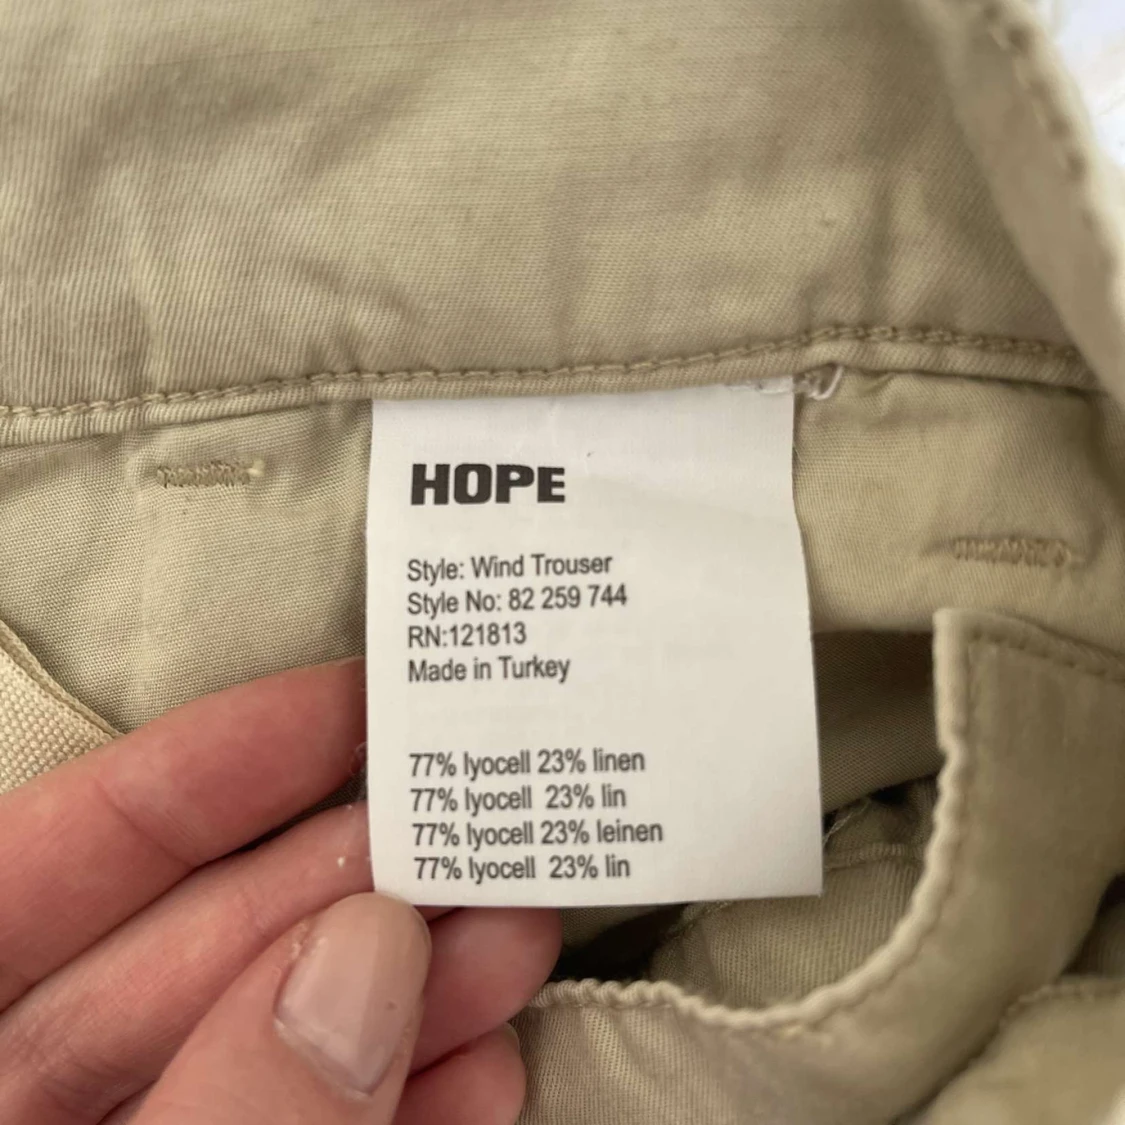 HOPE
Style: Wind Trouser
Style No: 82 259 744
RN:121813
Made in Turkey
77% lyocell 23% linen
77% lyocell 23% lin
77% lyocell 23% leinen
77% lyocell 23% lin